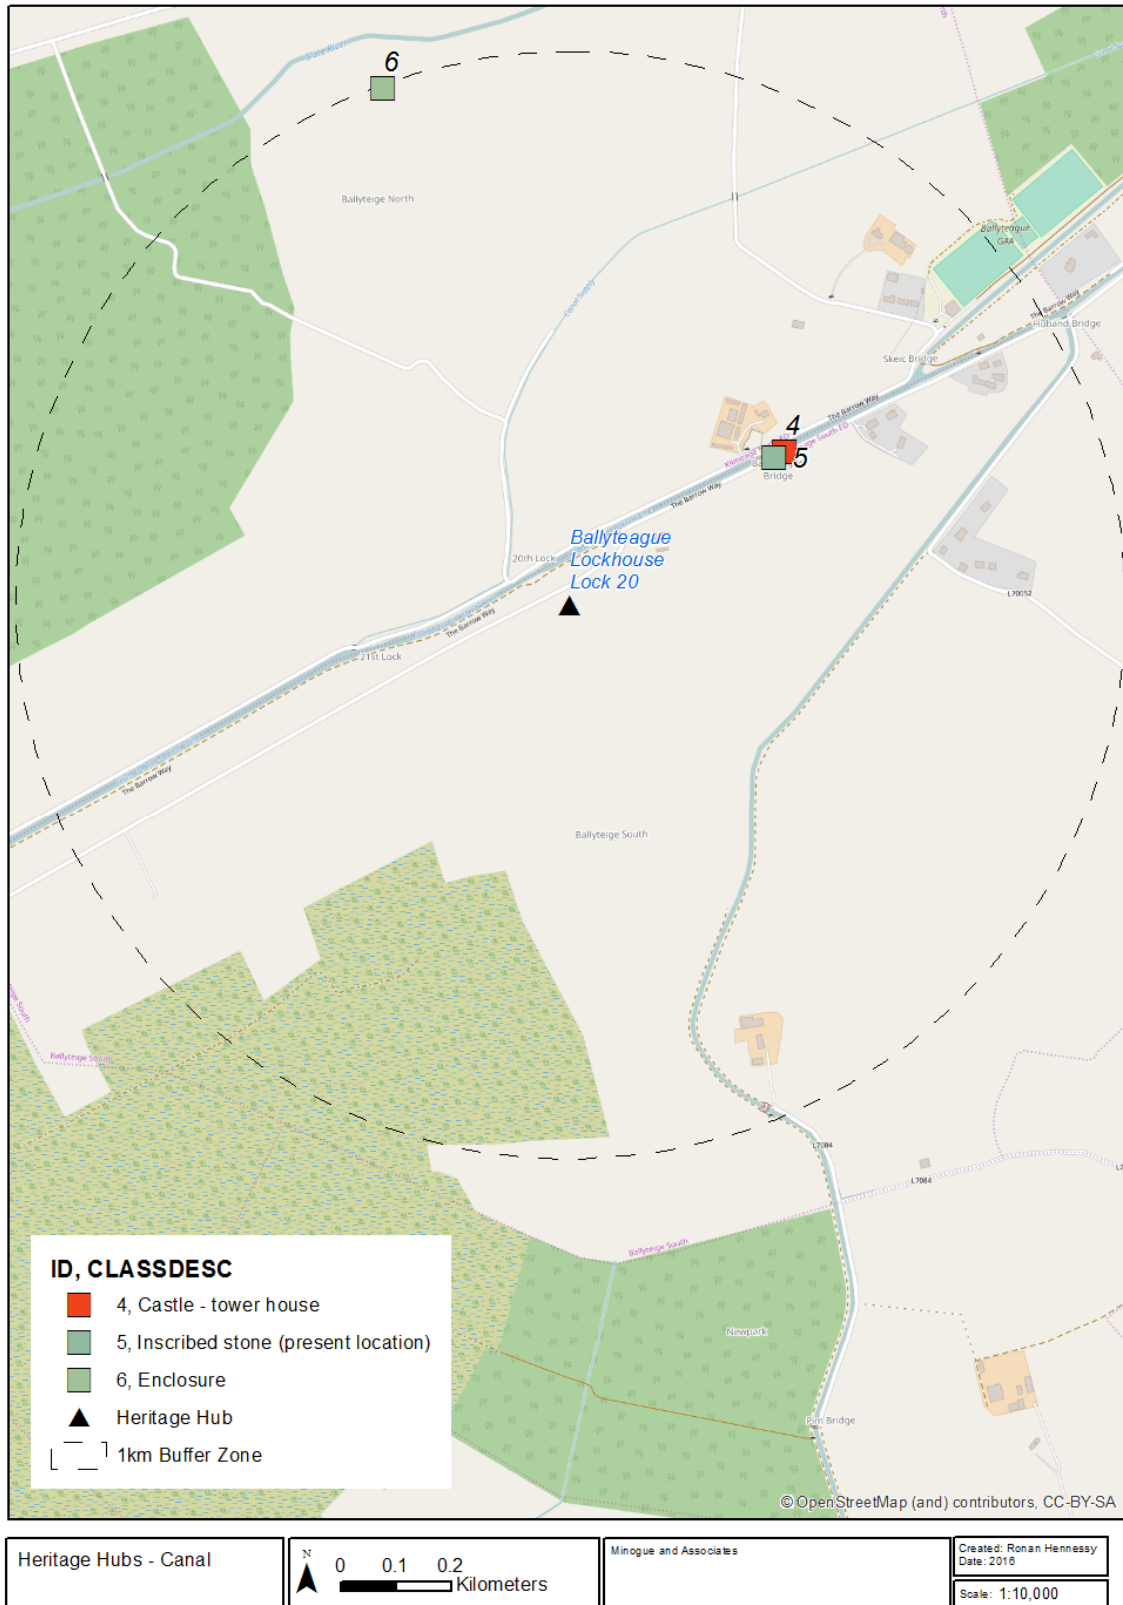 6
Slate River
Ballyteige North
Canal Supply
Ballyteague
GAA
The Barrow Way
Huband Bridge
Skeic Bridge
The Barrow Way
4
5
Bridge
The Barrow Way
20th Lock
Ballyteague
Lockhouse
Lock 20
L70052
The Barrow Way
21st Lock
The Barrow Way
Ballyteige South
Ballyteige South
L7084
L7084
Ballyteige South
Newpark
Pim Bridge
ID, CLASSDESC
4, Castle - tower house
5, Inscribed stone (present location)
6, Enclosure
Heritage Hub
1km Buffer Zone
© OpenStreetMap (and) contributors, CC-BY-SA
Heritage Hubs - Canal
N
0 0.1 0.2
Kilometers
Minogue and Associates
Created: Ronan Hennessy
Date: 2016
Scale: 1:10,000